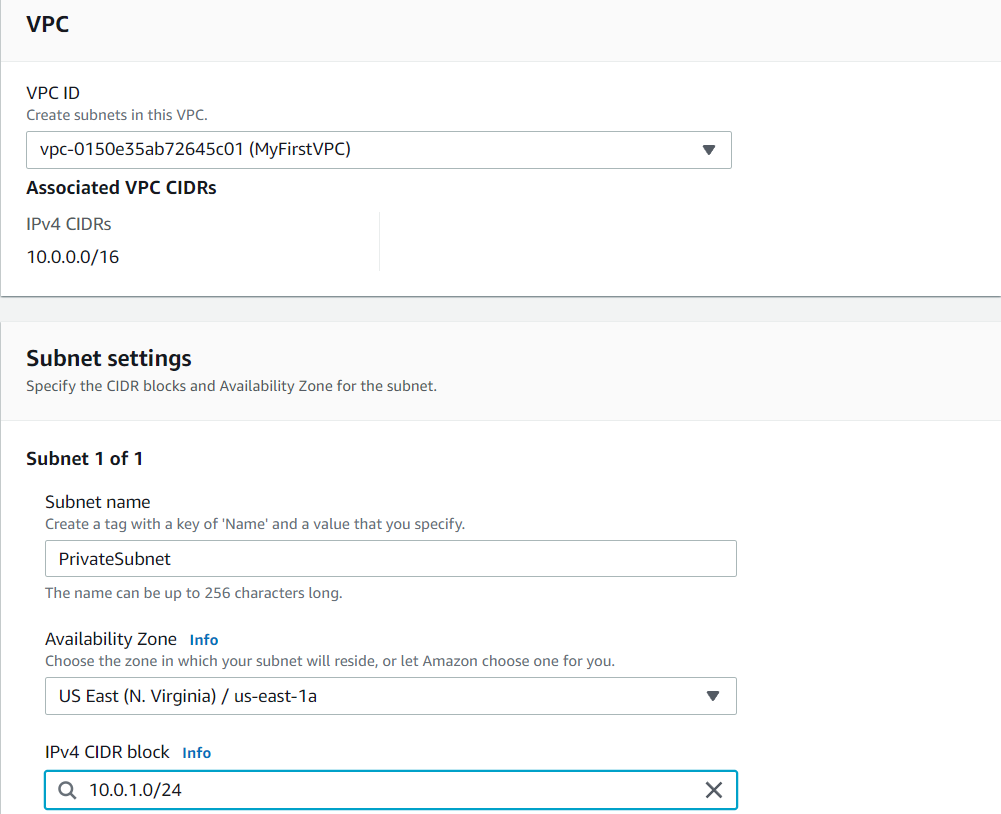 VPC
VPC ID
Create subnets in this VPC.
vpc-0150e35ab72645c01 (MyFirstVPC)
Associated VPC CIDRs
IPv4 CIDRs
10.0.0.0/16
Subnet settings
Specify the CIDR blocks and Availability Zone for the subnet.
Subnet 1 of 1
Subnet name
Create a tag with a key of 'Name' and a value that you specify.
PrivateSubnet
The name can be up to 256 characters long.
Availability Zone Info
Choose the zone in which your subnet will reside, or let Amazon choose one for you.
US East (N. Virginia) / us-east-1a
IPv4 CIDR block Info
10.0.1.0/24